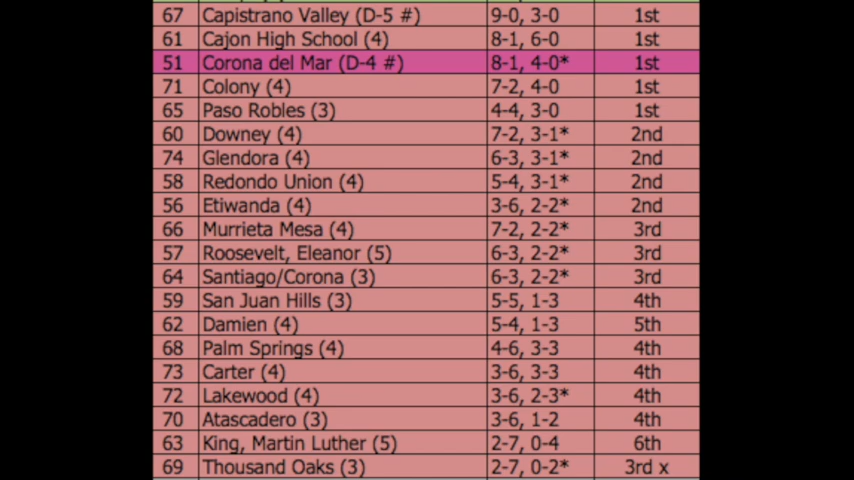 67 Capistrano Valley (D-5 #) 9-0, 3-0 1st
61 Cajon High School (4) 8-1, 6-0 1st
51 Corona del Mar (D-4 #) 8-1, 4-0* 1st
71 Colony (4) 7-2, 4-0 1st
65 Paso Robles (3) 4-4, 3-0 1st
60 Downey (4) 7-2, 3-1* 2nd
74 Glendora (4) 6-3, 3-1* 2nd
58 Redondo Union (4) 5-4, 3-1* 2nd
56 Etiwanda (4) 3-6, 2-2* 2nd
66 Murrieta Mesa (4) 7-2, 2-2* 3rd
57 Roosevelt, Eleanor (5) 6-3, 2-2* 3rd
64 Santiago/Corona (3) 6-3, 2-2* 3rd
59 San Juan Hills (3) 5-5, 1-3 4th
62 Damien (4) 5-4, 1-3 5th
68 Palm Springs (4) 4-6, 3-3 4th
73 Carter (4) 3-6, 3-3 4th
72 Lakewood (4) 3-6, 2-3* 4th
70 Atascadero (3) 3-6, 1-2 4th
63 King, Martin Luther (5) 2-7, 0-4 6th
69 Thousand Oaks (3) 2-7, 0-2* 3rd x